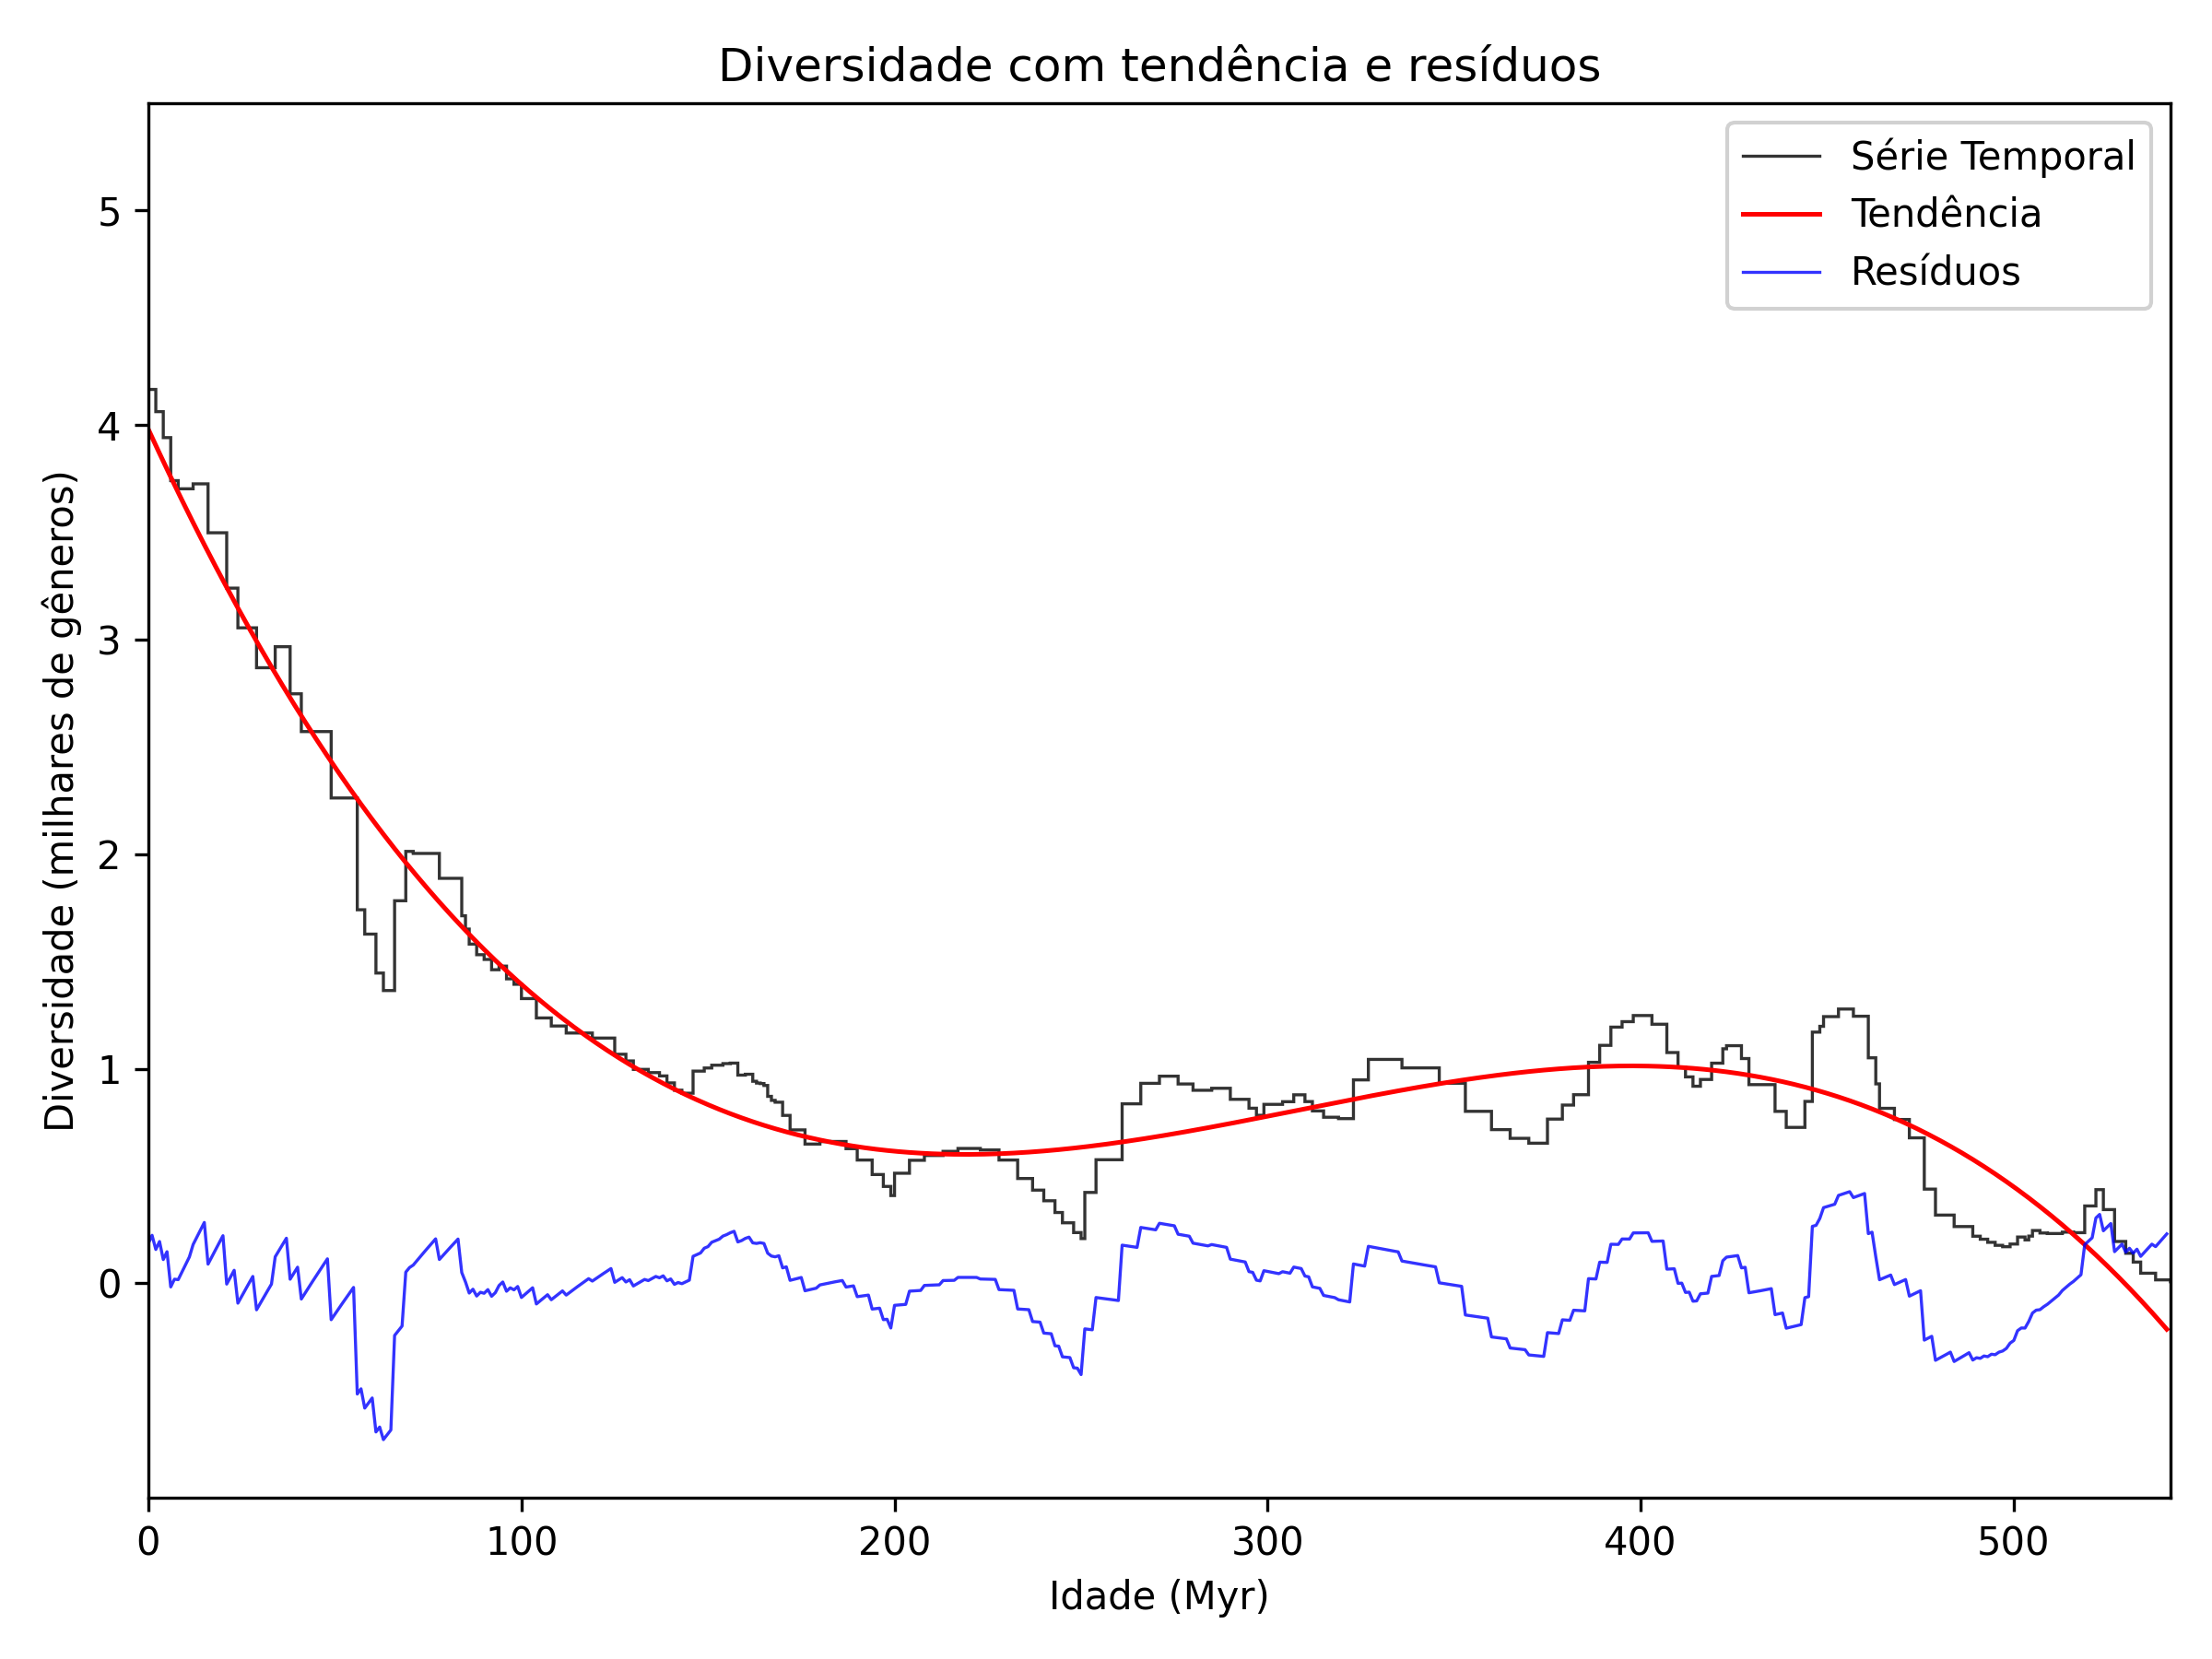 Diversidade com tendência e resíduos
Série Temporal
Tendência
Resíduos
Diversidade (milhares de gêneros)
5
4
3
2
1
0
0 100 200 300 400 500
Idade (Myr)